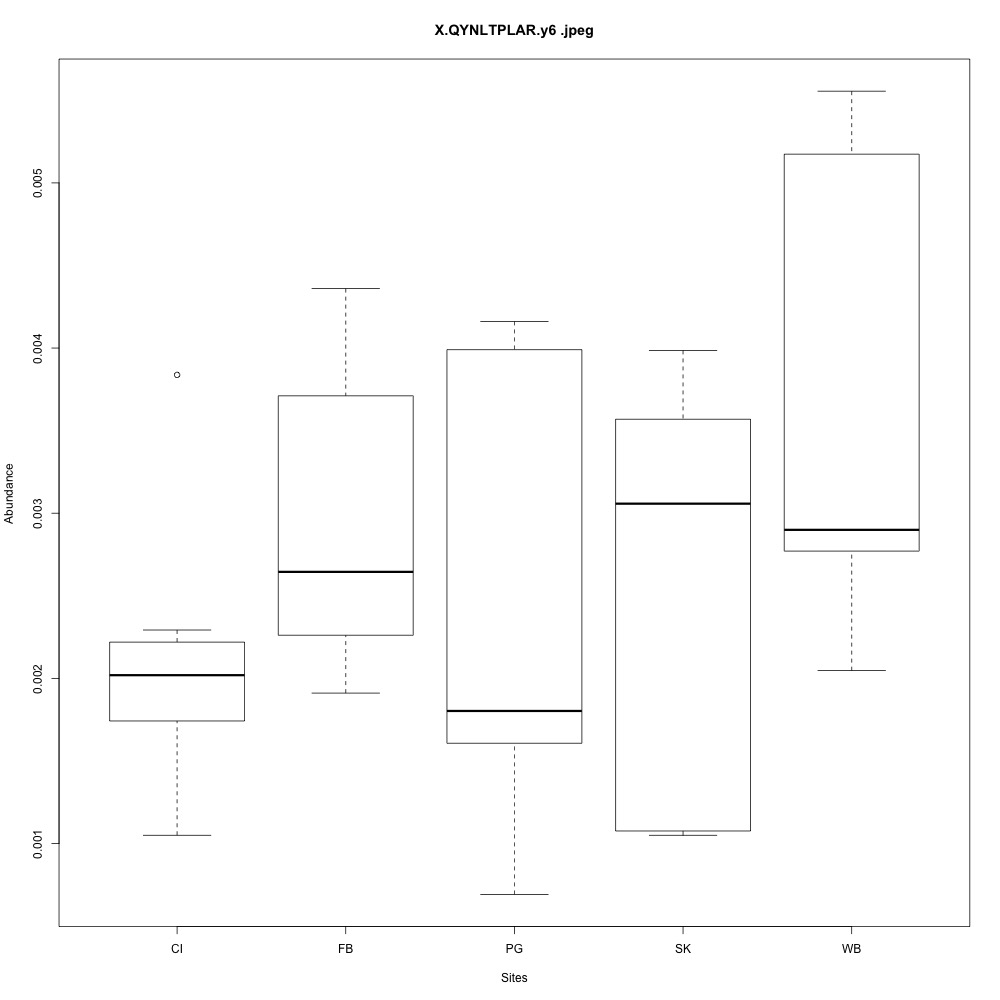 X.QYNLTPLAR.y6 .jpeg
0.005
0.004
0.003
0.002
0.001
Abundance
CI FB PG SK WB
Sites